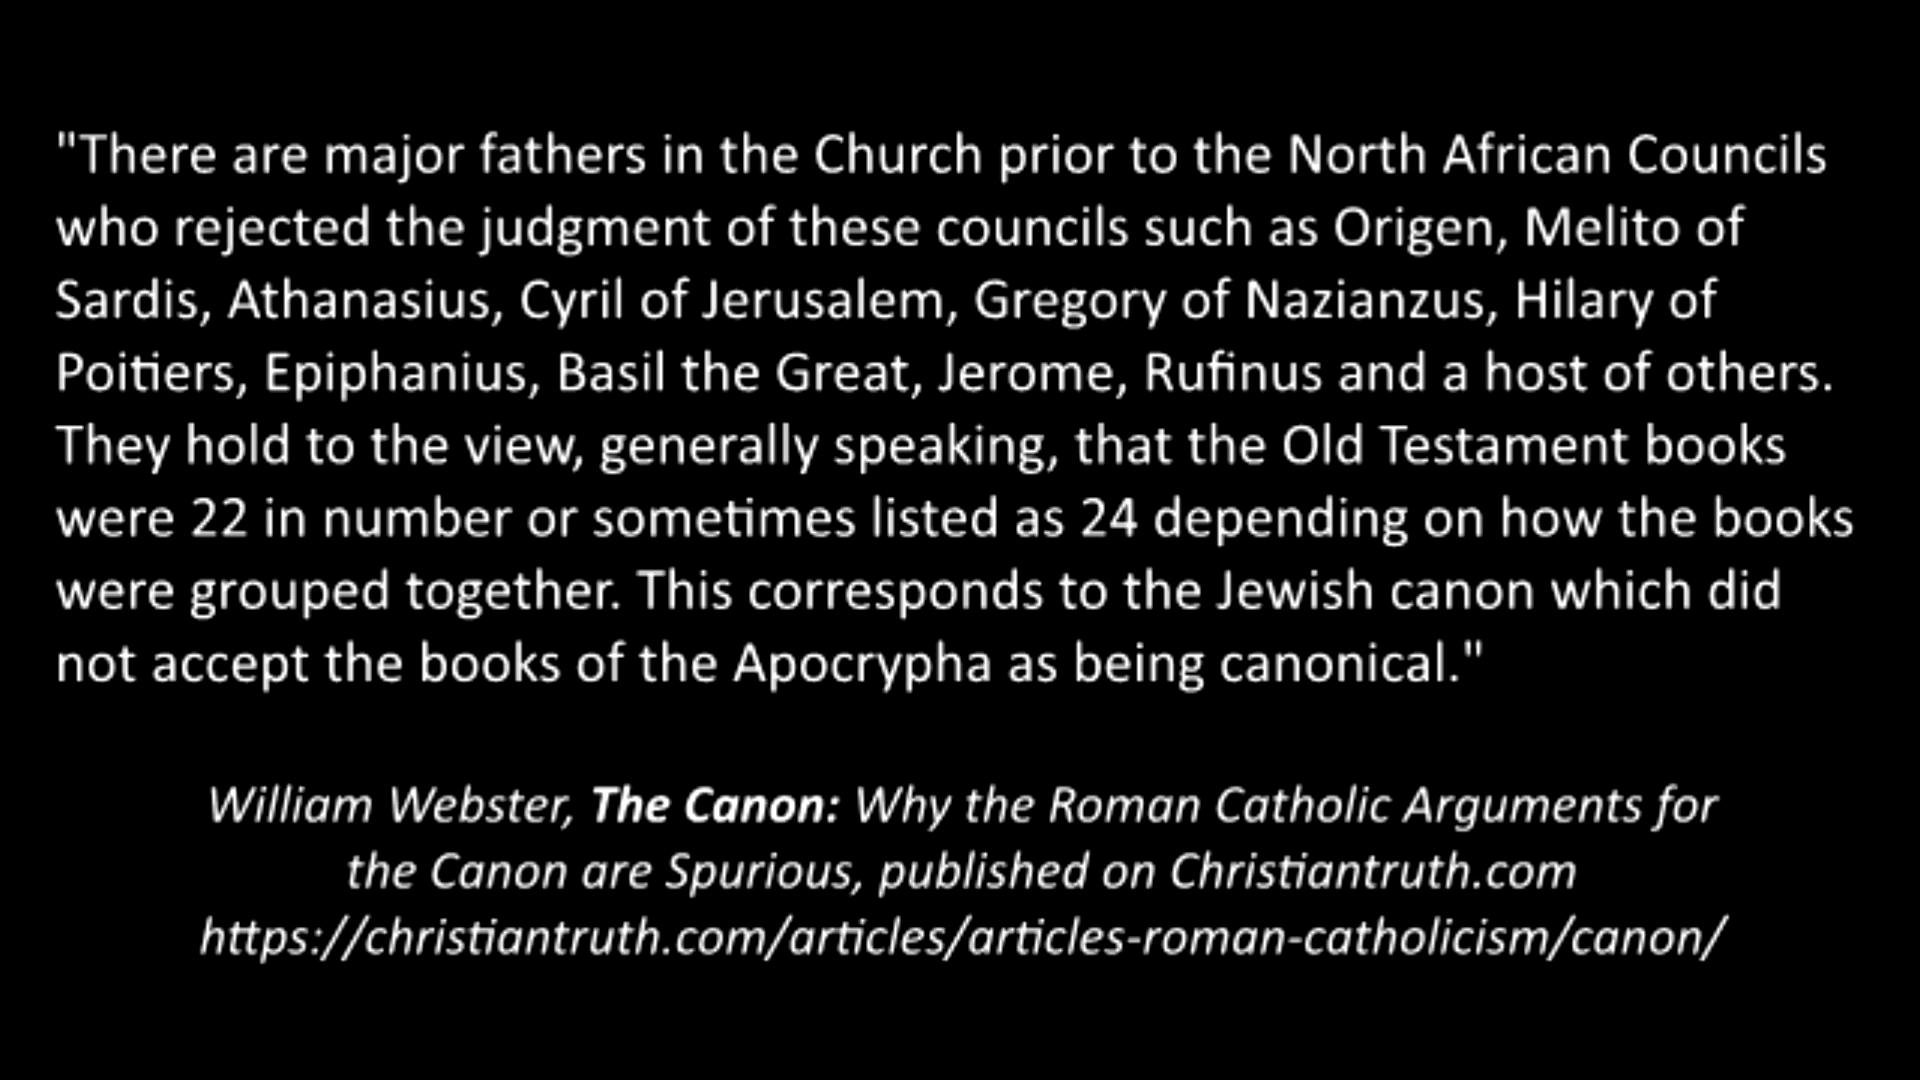 "There are major fathers in the Church prior to the North African Councils
who rejected the judgment of these councils such as Origen, Melito of
Sardis, Athanasius, Cyril of Jerusalem, Gregory of Nazianzus, Hilary of
Poitiers, Epiphanius, Basil the Great, Jerome, Rufinus and a host of others.
They hold to the view, generally speaking, that the Old Testament books
were 22 in number or sometimes listed as 24 depending on how the books
were grouped together. This corresponds to the Jewish canon which did
not accept the books of the Apocrypha as being canonical."
William Webster, The Canon: Why the Roman Catholic Arguments for
the Canon are Spurious, published on Christiantruth.com
https://christiantruth.com/articles/articles-roman-catholicism/canon/